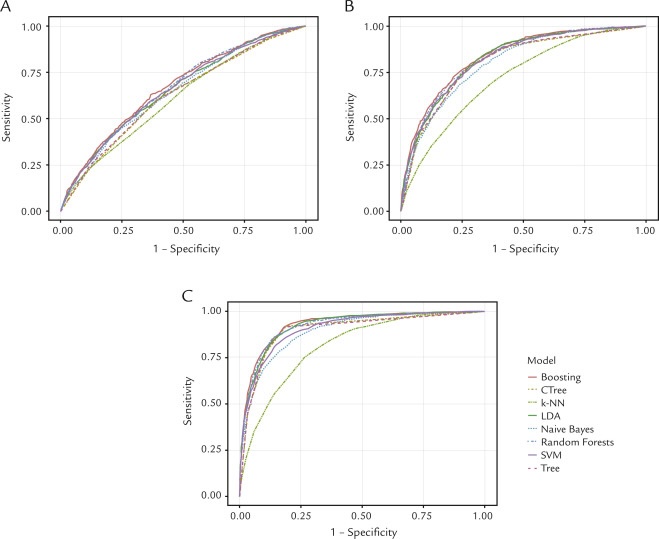 A
1.00
0.75
0.50
0.25
0.00
Sensitivity
0.00 0.25 0.50 0.75 1.00
1 – Specificity
B
1.00
0.75
0.50
0.25
0.00
Sensitivity
0.00 0.25 0.50 0.75 1.00
1 – Specificity
C
1.00
0.75
0.50
0.25
0.00
Sensitivity
0.00 0.25 0.50 0.75 1.00
1 – Specificity
Model
Boosting
CTree
k-NN
LDA
Naive Bayes
Random Forests
SVM
Tree